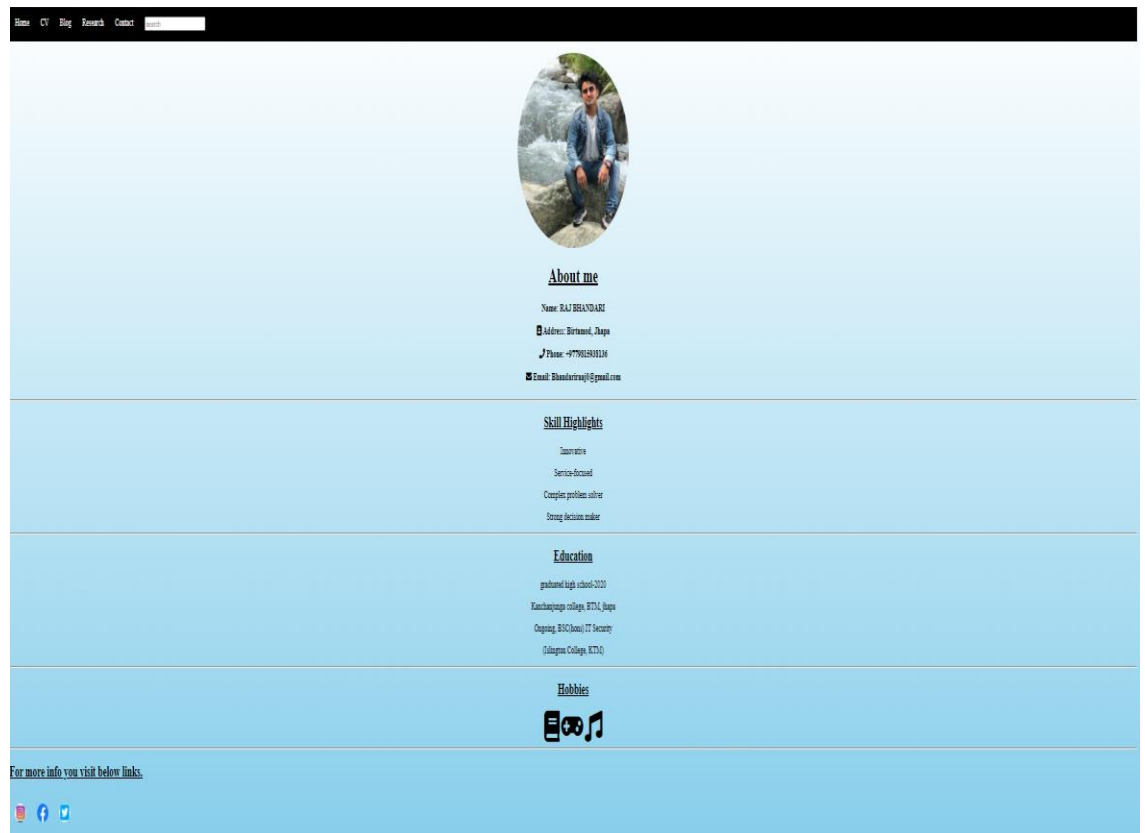 Home CV Blog Research Contact search
About me
Name: RAJ BHANDARI
Address: Birtamod, Jhapa
Phone: +9779815938136
Email: Bhandariraaj0@gmail.com
Skill Highlights
Innovative
Service-focused
Complex problem solver
Strong decision maker
Education
graduated high school-2020
Kanchanjunga college, BTM, jhapa
Ongoing, BSC(hons) IT Security
(Islington College, KTM)
Hobbies
For more info you visit below links.